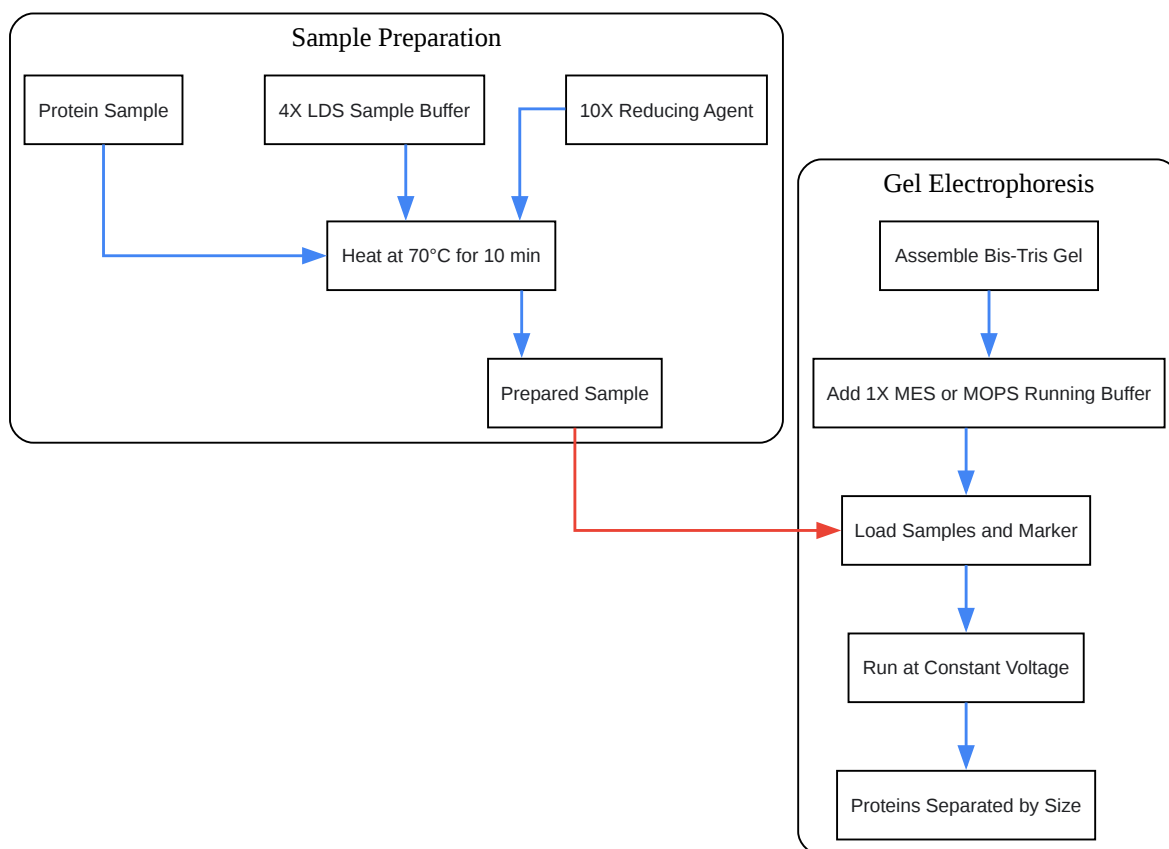 Sample Preparation
Protein Sample
4X LDS Sample Buffer
10X Reducing Agent
Heat at 70°C for 10 min
Prepared Sample
Gel Electrophoresis
Assemble Bis-Tris Gel
Add 1X MES or MOPS Running Buffer
Load Samples and Marker
Run at Constant Voltage
Proteins Separated by Size